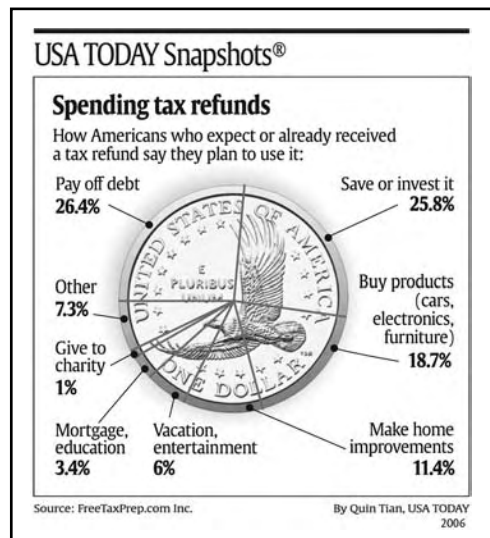 USA TODAY Snapshots®
Spending tax refunds
How Americans who expect or already received
a tax refund say they plan to use it:
Pay off debt
26.4%
Save or invest it
25.8%
Buy products
(cars,
electronics,
furniture)
18.7%
Other
7.3%
Give to
charity
1%
Mortgage,
education
3.4%
Vacation,
entertainment
6%
Make home
improvements
11.4%
UNITED STATES OF AMERICA
E
PLURIBUS
UNUM
ONE DOLLAR
Source: FreeTaxPrep.com Inc.
By Quin Tian, USA TODAY
2006